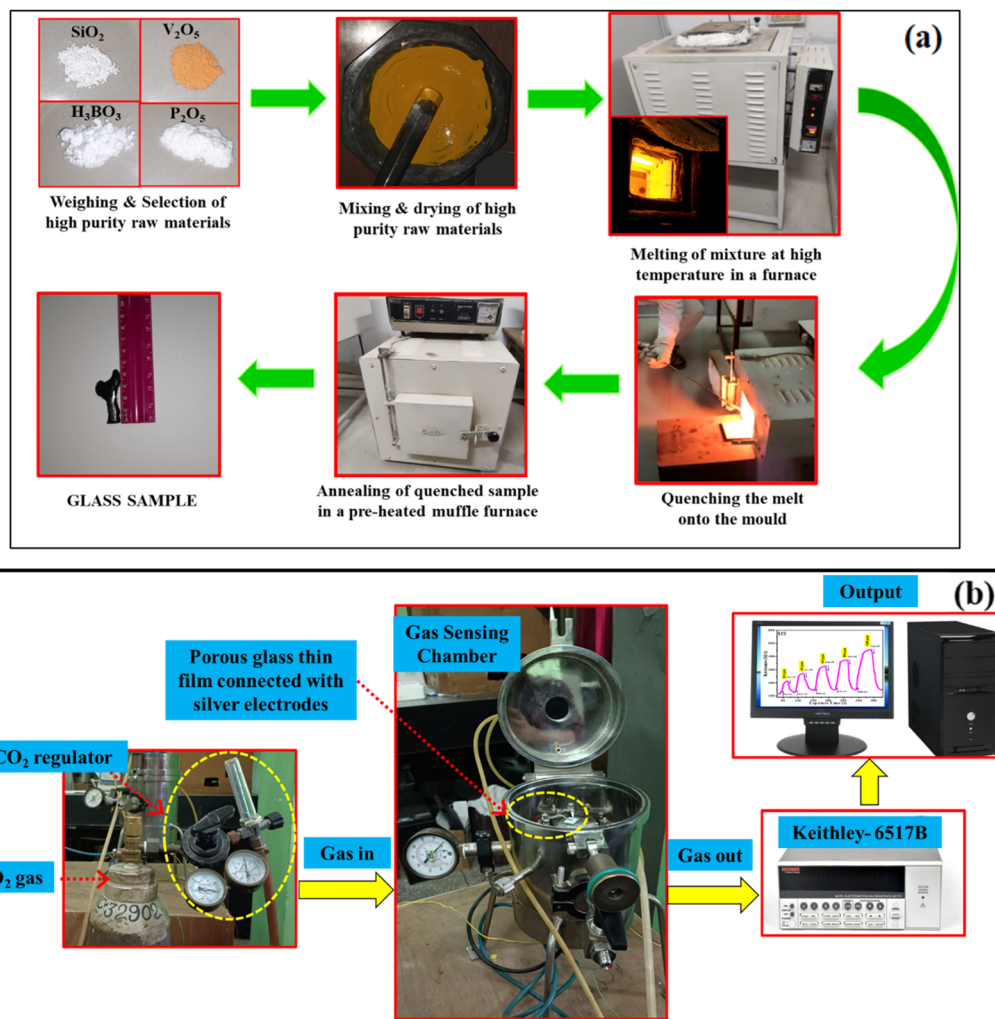 (a)
SiO₂
V₂O₅
H₃BO₃
P₂O₅
Weighing & Selection of
high purity raw materials
Mixing & drying of high
purity raw materials
Melting of mixture at high
temperature in a furnace
GLASS SAMPLE
Annealing of quenched sample
in a pre-heated muffle furnace
Quenching the melt
onto the mould
(b)
Output
Gas Sensing
Chamber
Porous glass thin
film connected with
silver electrodes
CO₂ regulator
O₂ gas
C32902
Gas in
Gas out
Keithley- 6517B